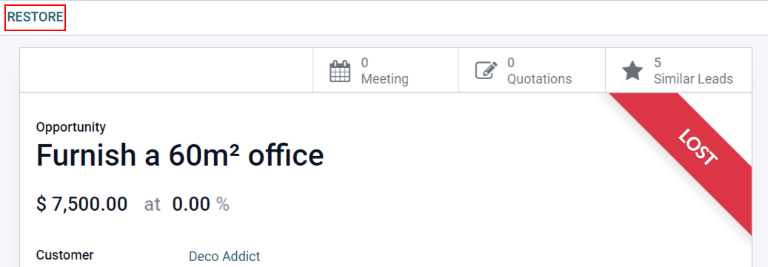 RESTORE
0
Meeting
0
Quotations
5
Similar Leads
LOST
Opportunity
Furnish a 60m² office
$ 7,500.00 at 0.00 %
Customer Deco Addict